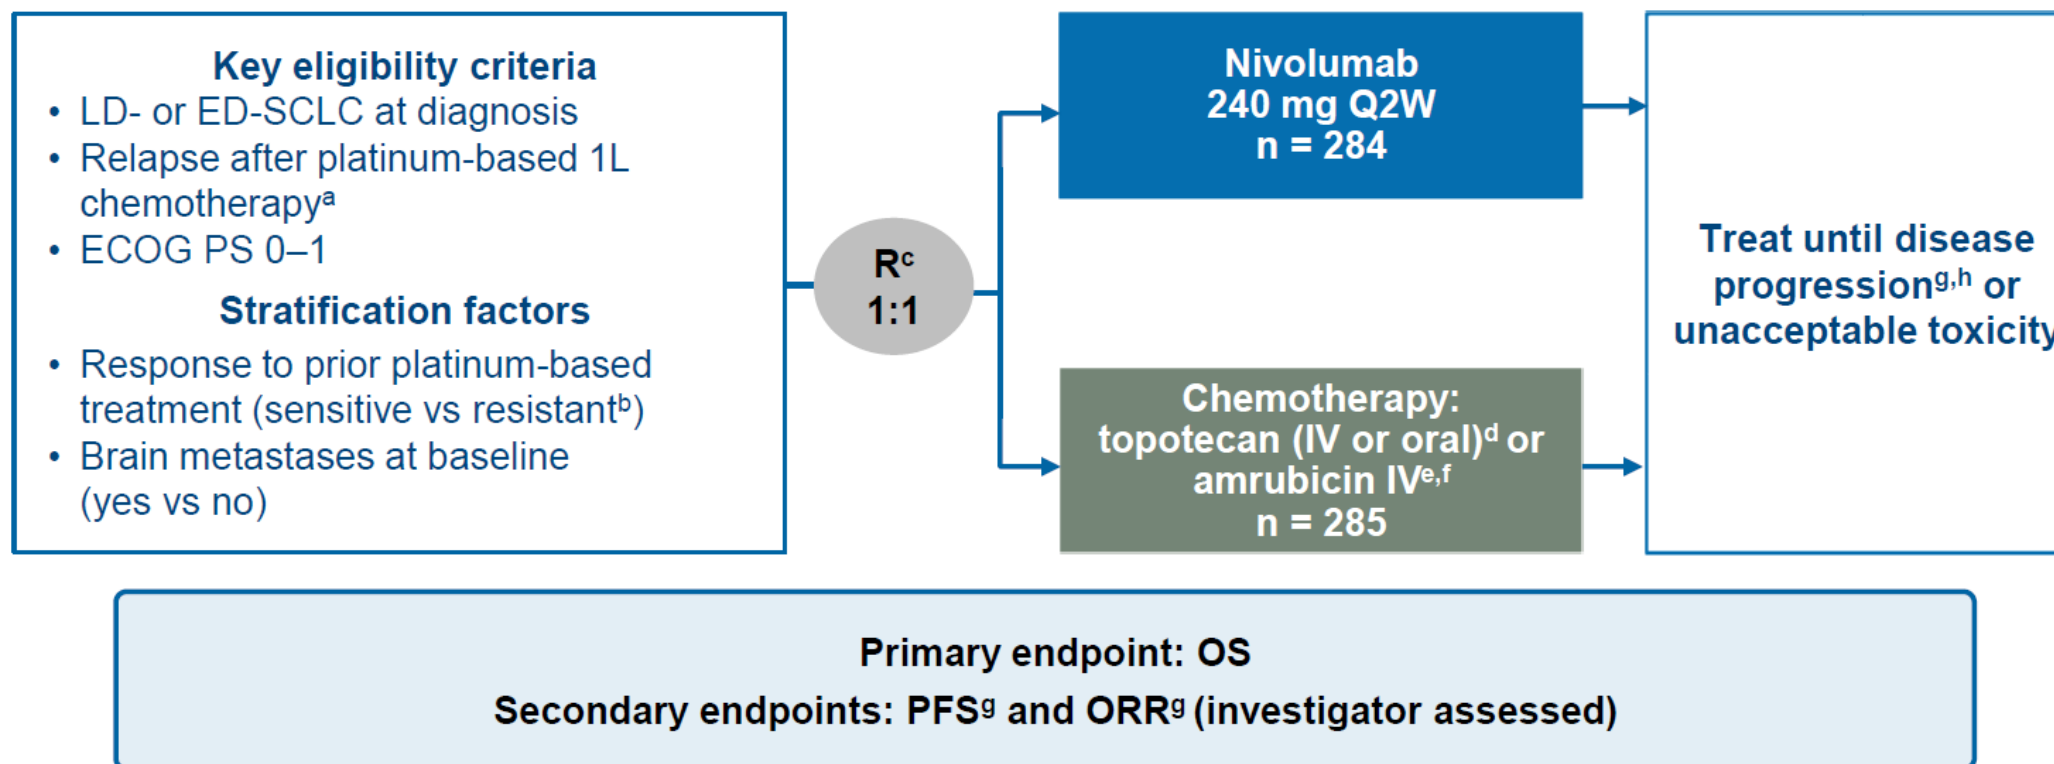 Key eligibility criteria
• LD- or ED-SCLC at diagnosis
• Relapse after platinum-based 1L
chemotherapyᵃ
• ECOG PS 0–1
Stratification factors
• Response to prior platinum-based
treatment (sensitive vs resistantᵇ)
• Brain metastases at baseline
(yes vs no)
Rᶜ
1:1
Nivolumab
240 mg Q2W
n = 284
Chemotherapy:
topotecan (IV or oral)ᵈ or
amrubicin IVᵉ,ᶠ
n = 285
Treat until disease
progressionᵍ,ʰ or
unacceptable toxicity
Primary endpoint: OS
Secondary endpoints: PFSᵍ and ORRᵍ (investigator assessed)